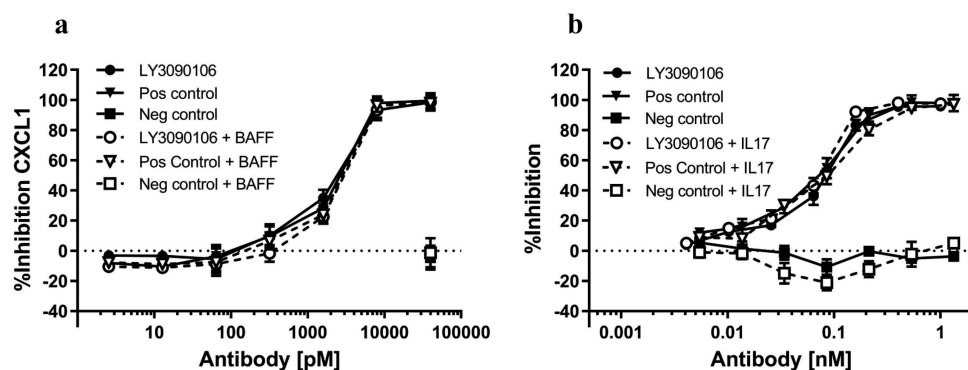 a
%Inhibition CXCL1
120
100
80
60
40
20
0
-20
-40
LY3090106
Pos control
Neg control
LY3090106 + BAFF
Pos Control + BAFF
Neg control + BAFF
10
100
1000
10000
100000
Antibody [pM]
b
%Inhibition
120
100
80
60
40
20
0
-20
-40
LY3090106
Pos control
Neg control
LY3090106 + IL17
Pos Control + IL17
Neg control + IL17
0.001
0.01
0.1
1
Antibody [nM]